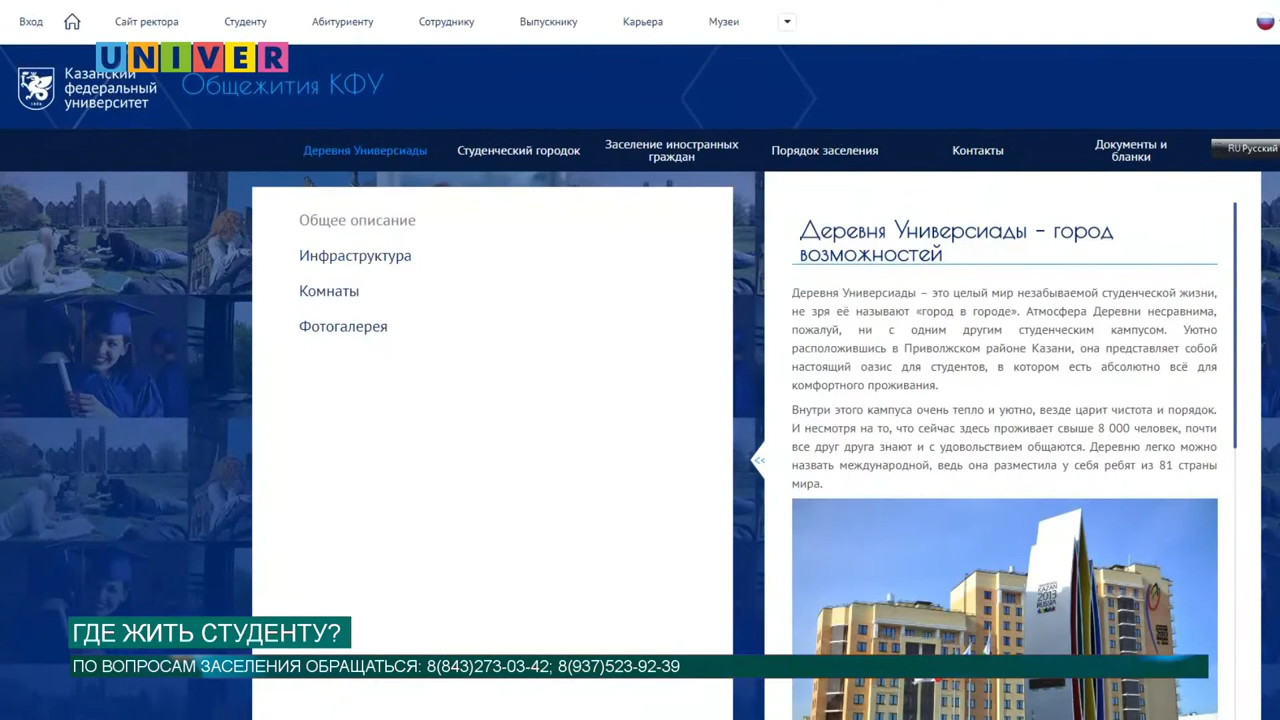 Вход
Сайт ректора
Студенту
Абитуриенту
Сотруднику
Выпускнику
Карьера
Музеи
UNIVER
Казанский
федеральный
университет
Общежития КФУ
Деревня Универсиады
Студенческий городок
Заселение иностранных
граждан
Порядок заселения
Контакты
Документы и
бланки
RU Русский
Общее описание
Инфраструктура
Комнаты
Фотогалерея
<<
Деревня Универсиады – город
возможностей
Деревня Универсиады – это целый мир незабываемой студенческой жизни,
не зря её называют «город в городе». Атмосфера Деревни несравнима,
пожалуй, ни с одним другим студенческим кампусом. Уютно
расположившись в Приволжском районе Казани, она представляет собой
настоящий оазис для студентов, в котором есть абсолютно всё для
комфортного проживания.
Внутри этого кампуса очень тепло и уютно, везде царит чистота и порядок.
И несмотря на то, что сейчас здесь проживает свыше 8 000 человек, почти
все друг друга знают и с удовольствием общаются. Деревню легко можно
назвать международной, ведь она разместила у себя ребят из 81 страны
мира.
KAZAN
2013
RUSSIA
ГДЕ ЖИТЬ СТУДЕНТУ?
ПО ВОПРОСАМ ЗАСЕЛЕНИЯ ОБРАЩАТЬСЯ: 8(843)273-03-42; 8(937)523-92-39